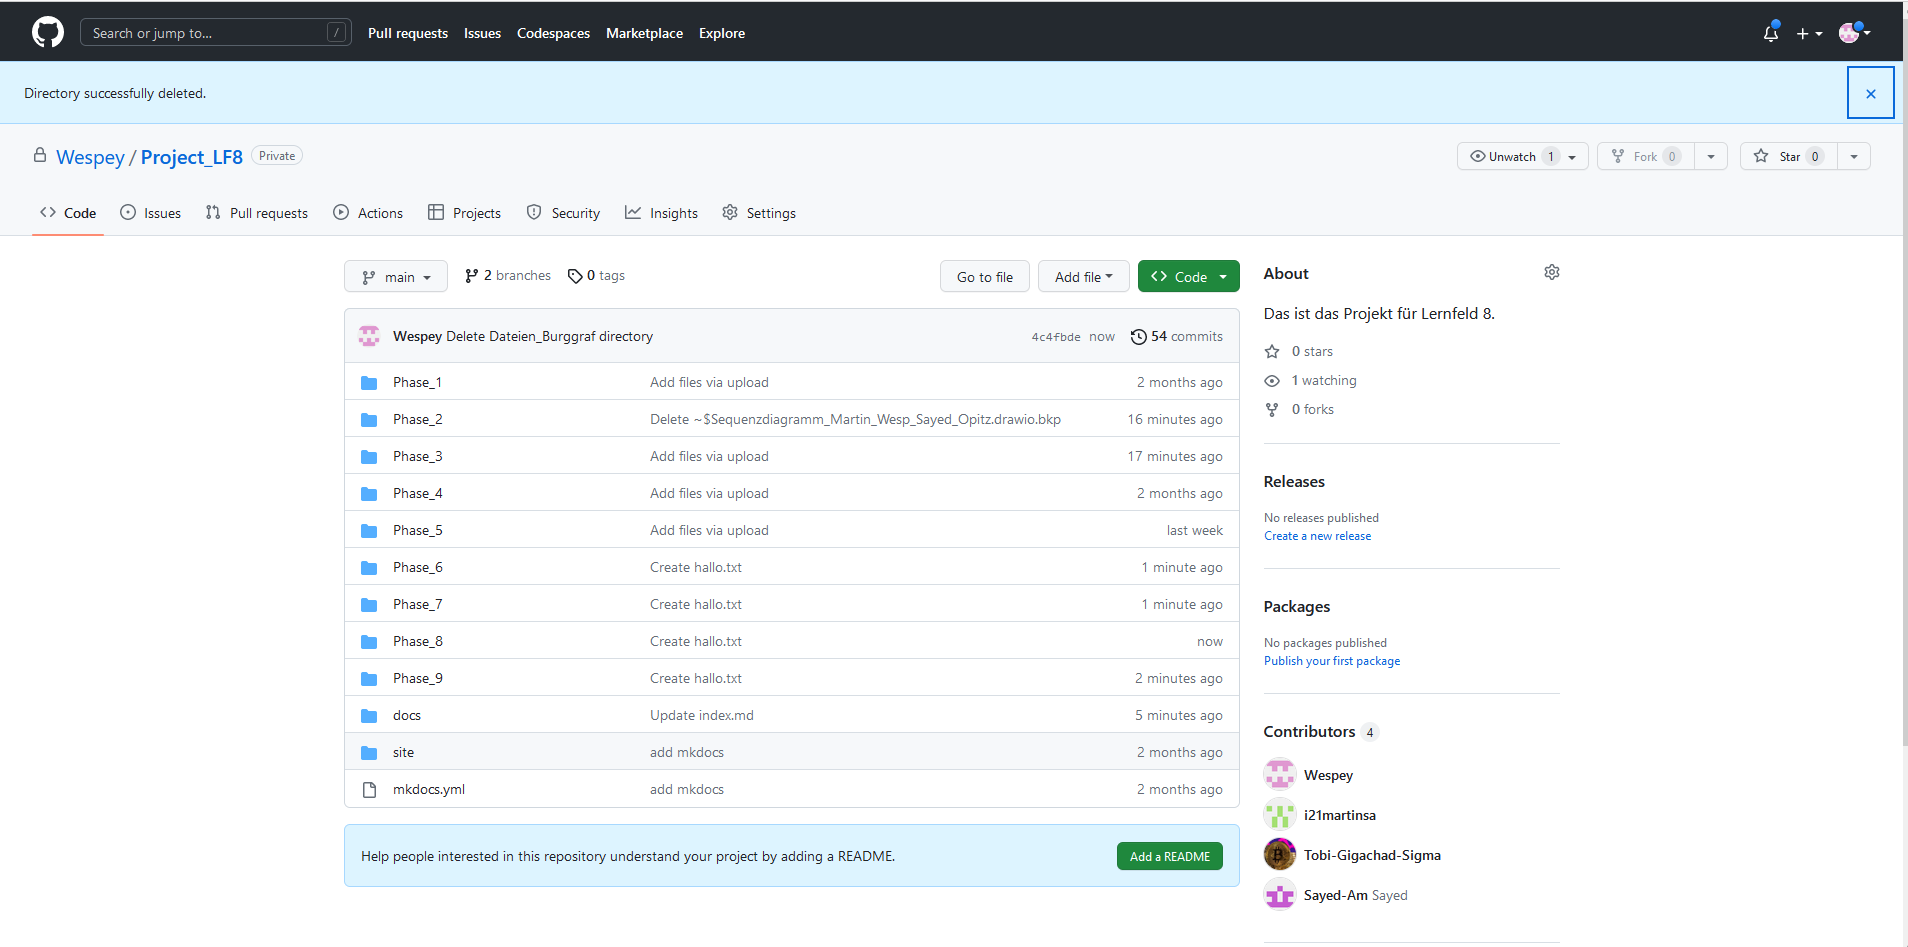 Search or jump to... /
Pull requests Issues Codespaces Marketplace Explore
Directory successfully deleted.
Wespey / Project_LF8 Private
Unwatch 1 Fork 0 Star 0
Code Issues Pull requests Actions Projects Security Insights Settings
main 2 branches 0 tags
Go to file Add file Code
Wespey Delete Dateien_Burggraf directory 4c4fbde now 54 commits
Phase_1 Add files via upload 2 months ago
Phase_2 Delete ~$Sequenzdiagramm_Martin_Wesp_Sayed_Opitz.drawio.bkp 16 minutes ago
Phase_3 Add files via upload 17 minutes ago
Phase_4 Add files via upload 2 months ago
Phase_5 Add files via upload last week
Phase_6 Create hallo.txt 1 minute ago
Phase_7 Create hallo.txt 1 minute ago
Phase_8 Create hallo.txt now
Phase_9 Create hallo.txt 2 minutes ago
docs Update index.md 5 minutes ago
site add mkdocs 2 months ago
mkdocs.yml add mkdocs 2 months ago
Help people interested in this repository understand your project by adding a README. Add a README
About
Das ist das Projekt für Lernfeld 8.
0 stars
1 watching
0 forks
Releases
No releases published
Create a new release
Packages
No packages published
Publish your first package
Contributors 4
Wespey
i21martinsa
Tobi-Gigachad-Sigma
Sayed-Am Sayed